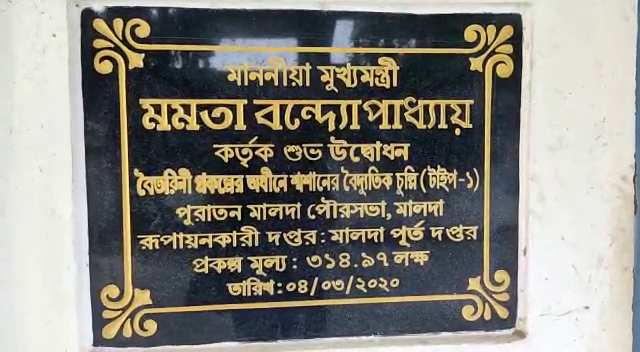 মাননীয়া মুখ্যমন্ত্রী
মমতা বন্দ্যোপাধ্যায়
কর্তৃক শুভ উদ্বোধন
বৈতরিনী প্রকল্পের অধীনে শ্মশানের বৈদ্যুতিক চুল্লি (টাইপ-১)
পুরাতন মালদা পৌরসভা, মালদা
রূপায়নকারী দপ্তর : মালদা পূর্ত দপ্তর
প্রকল্প মূল্য : ৩১৪.৯৭ লক্ষ
তারিখ : ০৪/০৩/২০২০